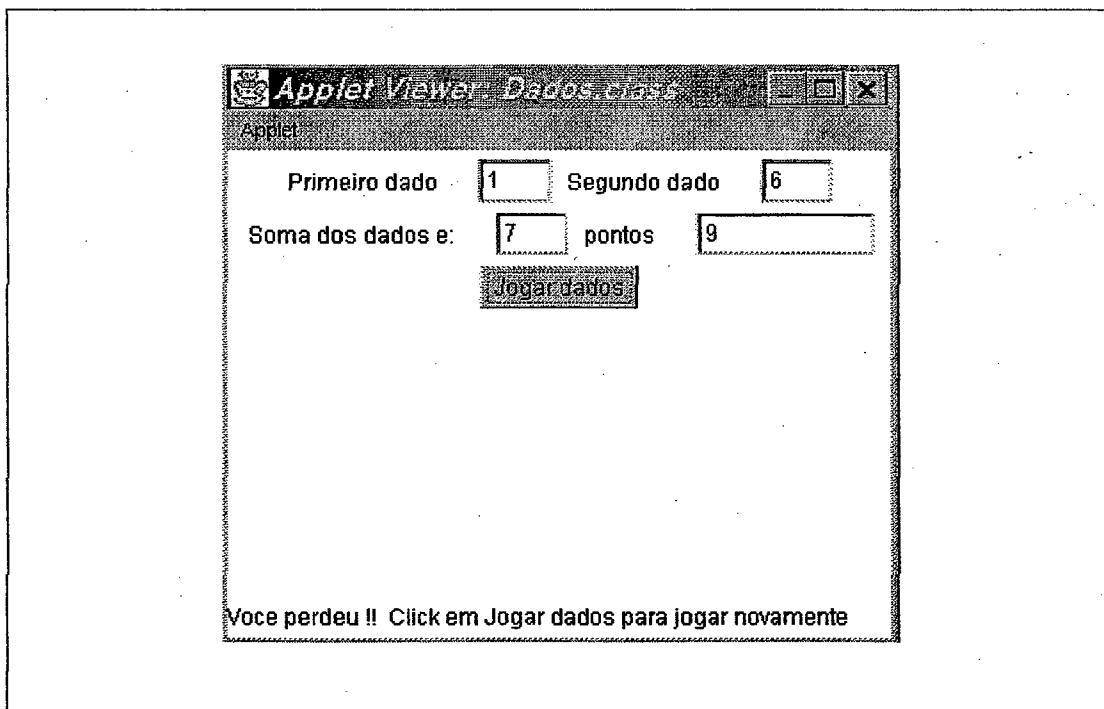 Applet Viewer: Dados.class
Applet
Primeiro dado 1 Segundo dado 6
Soma dos dados e: 7 pontos 9
Jogar dados
Voce perdeu !! Click em Jogar dados para jogar novamente